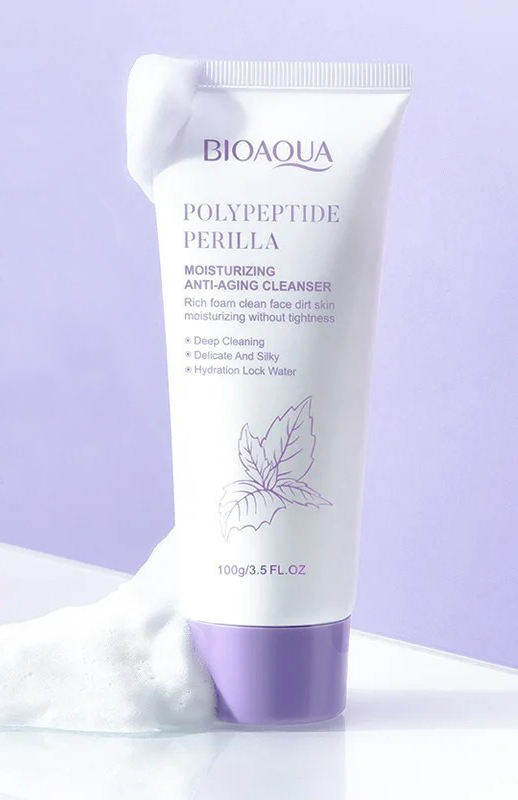 BIOAQUA
POLYPEPTIDE
PERILLA
MOISTURIZING
ANTI-AGING CLEANSER
Rich foam clean face dirt skin
moisturizing without tightness
Deep Cleaning
Delicate And Silky
Hydration Lock Water
100g/3.5 FL.OZ